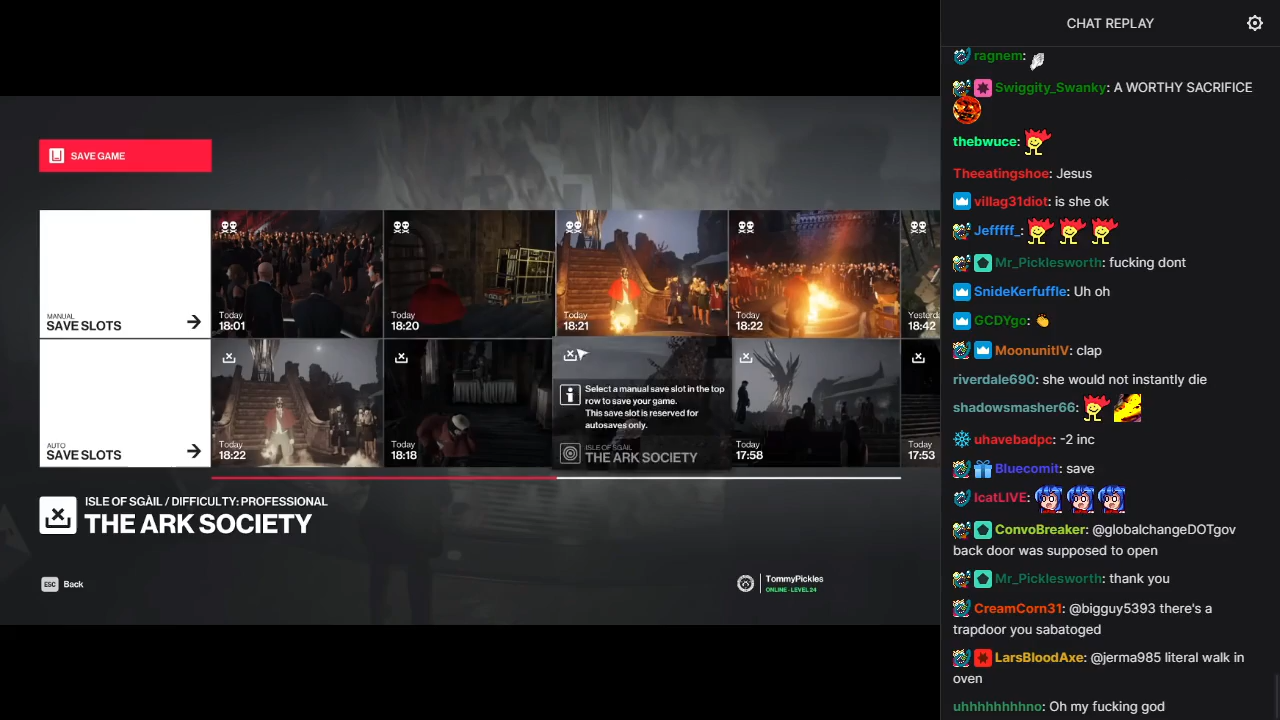 SAVE GAME
MANUAL
SAVE SLOTS
Today
18:01
Today
18:20
Today
18:21
Today
18:22
Yesterd
18:42
AUTO
SAVE SLOTS
Today
18:22
Today
18:18
Select a manual save slot in the top
row to save your game.
This save slot is reserved for
autosaves only.
ISLE OF SGÀIL
THE ARK SOCIETY
Today
17:58
Today
17:53
ISLE OF SGÀIL / DIFFICULTY: PROFESSIONAL
THE ARK SOCIETY
ESC Back
TommyPickles
ONLINE - LEVEL 24
CHAT REPLAY
ragnem:
Swiggity_Swanky: A WORTHY SACRIFICE
thebwuce:
Theeatingshoe: Jesus
villag31diot: is she ok
Jefffff_:
Mr_Picklesworth: fucking dont
SnideKerfuffle: Uh oh
GCDYgo:
MoonunitIV: clap
riverdale690: she would not instantly die
shadowsmasher66:
uhavebadpc: -2 inc
Bluecomit: save
IcatLIVE:
ConvoBreaker: @globalchangeDOTgov
back door was supposed to open
Mr_Picklesworth: thank you
CreamCorn31: @bigguy5393 there's a
trapdoor you sabatoged
LarsBloodAxe: @jerma985 literal walk in
oven
uhhhhhhhhno: Oh my fucking god